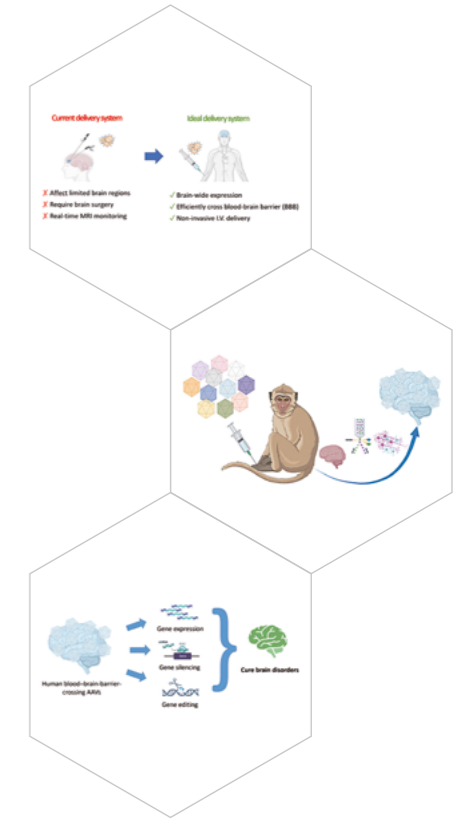 Current delivery system
Ideal delivery system
✗ Affect limited brain regions
✗ Require brain surgery
✗ Real-time MRI monitoring
✓ Brain-wide expression
✓ Efficiently cross blood-brain barrier (BBB)
✓ Non-invasive I.V. delivery
Gene expression
Gene silencing
Gene editing
Human blood–brain-barrier-
crossing AAVs
Cure brain disorders